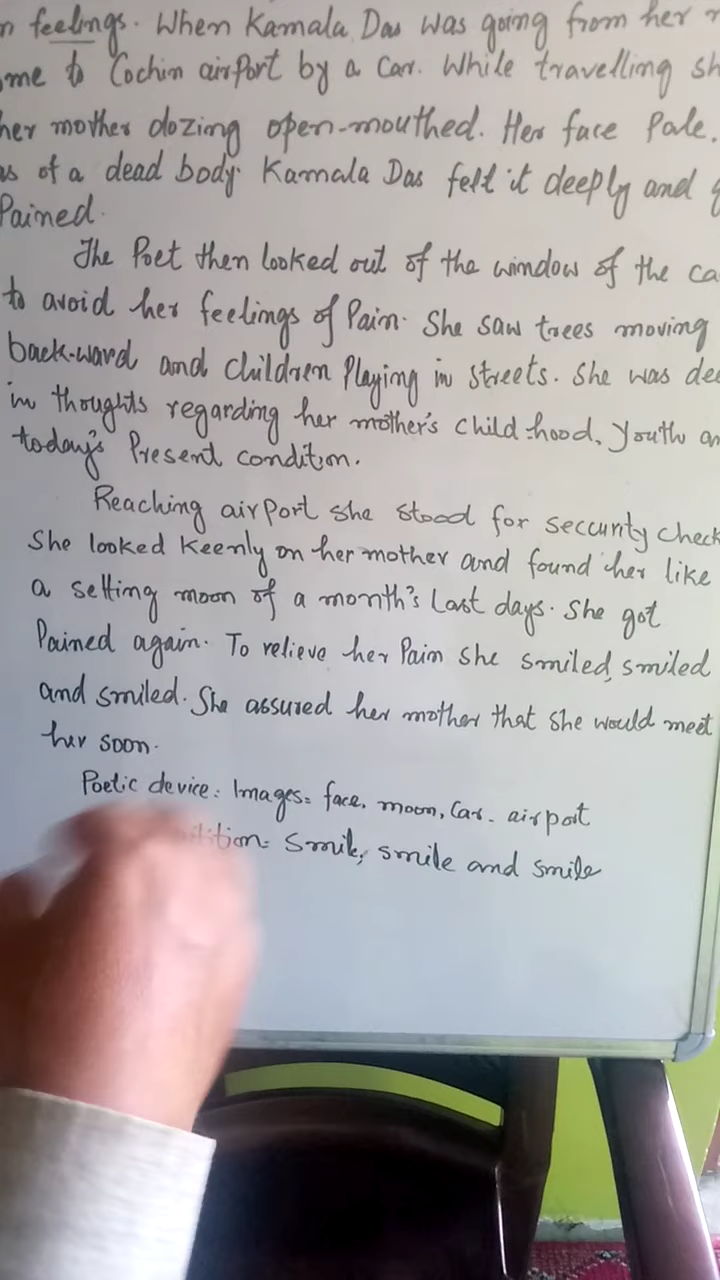 feelings. When Kamala Das was going from her
me to Cochin airport by a Car. While travelling sh
her mother dozing open-mouthed. Her face Pale.
as of a dead body. Kamala Das felt it deeply and g
Pained.
The Poet then looked out of the window of the ca
to avoid her feelings of Pain. She saw trees moving
back-ward and children Playing in streets. She was dee
in thoughts regarding her mother's child-hood, Youth an
today's Present condition.
Reaching airport she stood for security check
She looked keenly on her mother and found her like
a setting moon of a month's last days. She got
Pained again. To relieve her Pain she smiled, smiled
and smiled. She assured her mother that she would meet
her soon.
Poetic device: Images= face, moon, Car. airport
ition= Smile, smile and smile